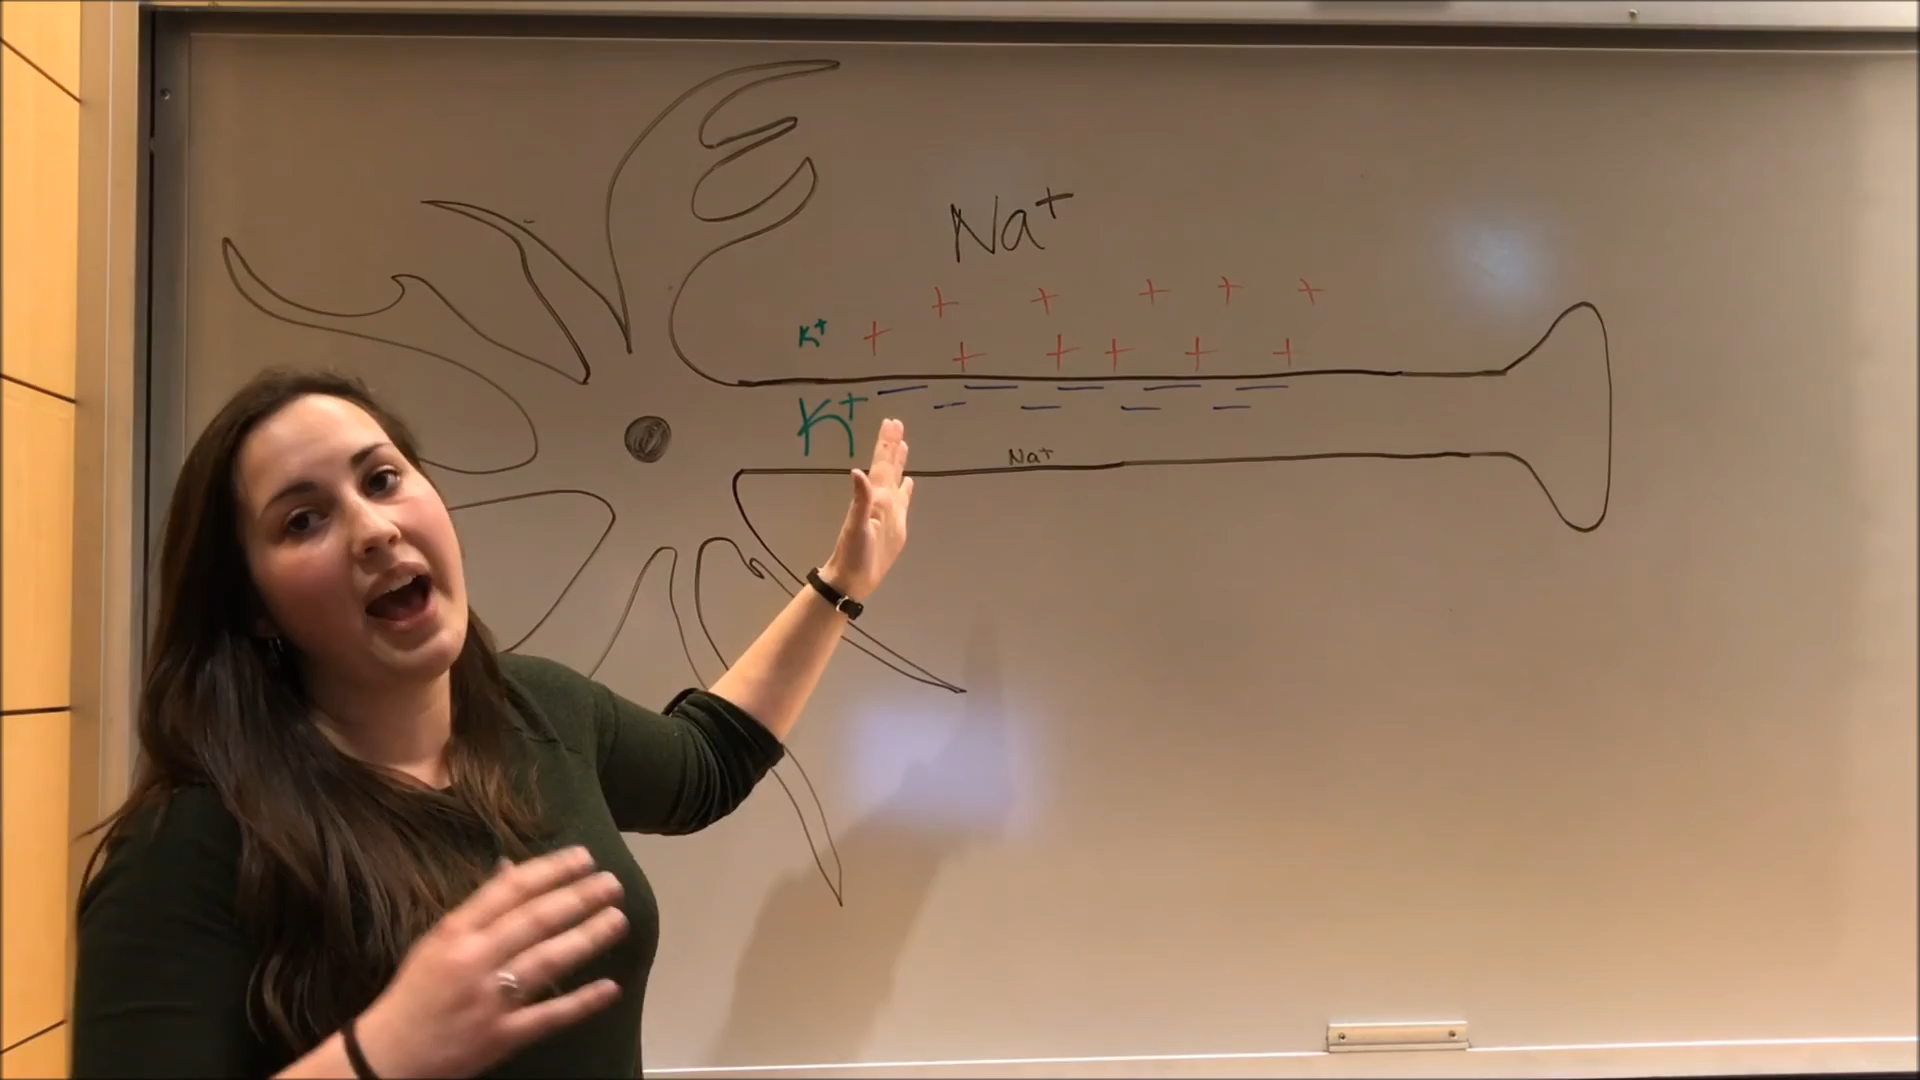 Na⁺
+ + + + +
K⁺ + + + + + +
— — — — —
K⁺ — — — —
Na⁺